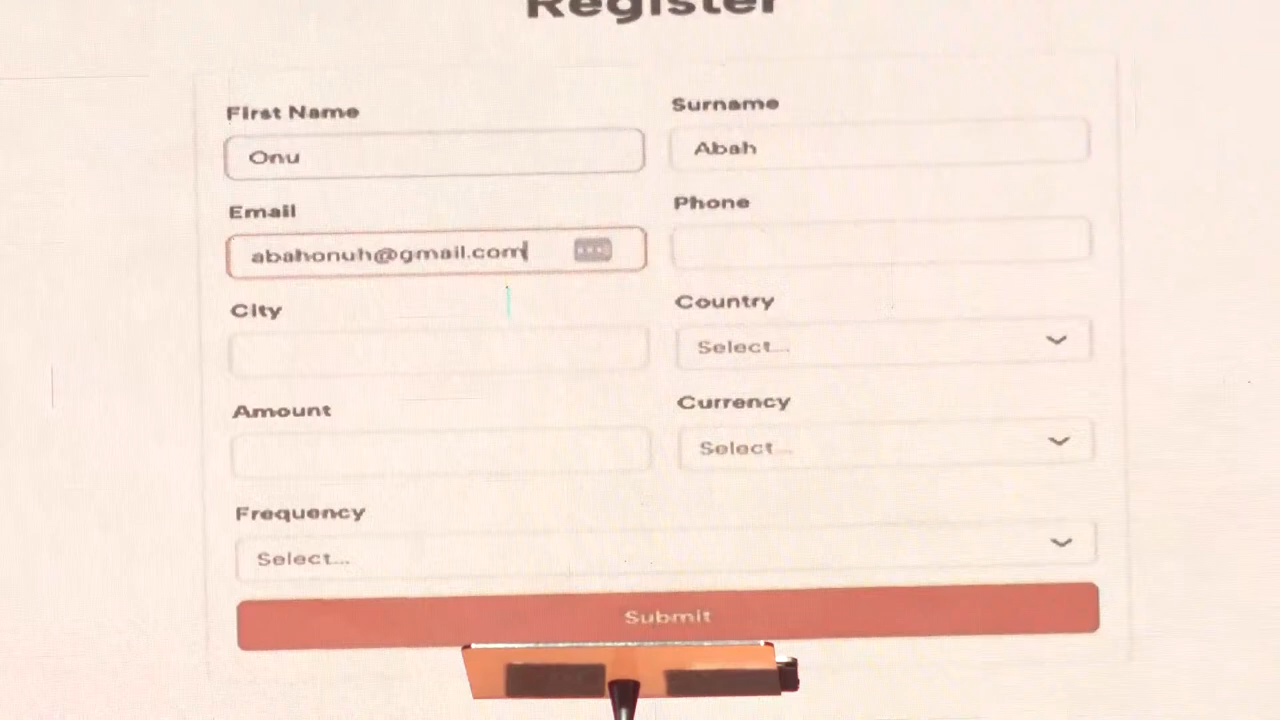 Register
First Name
Surname
Onu
Abah
Email
Phone
abahonuh@gmail.com
City
Country
Select...
Amount
Currency
Select...
Frequency
Select...
Submit